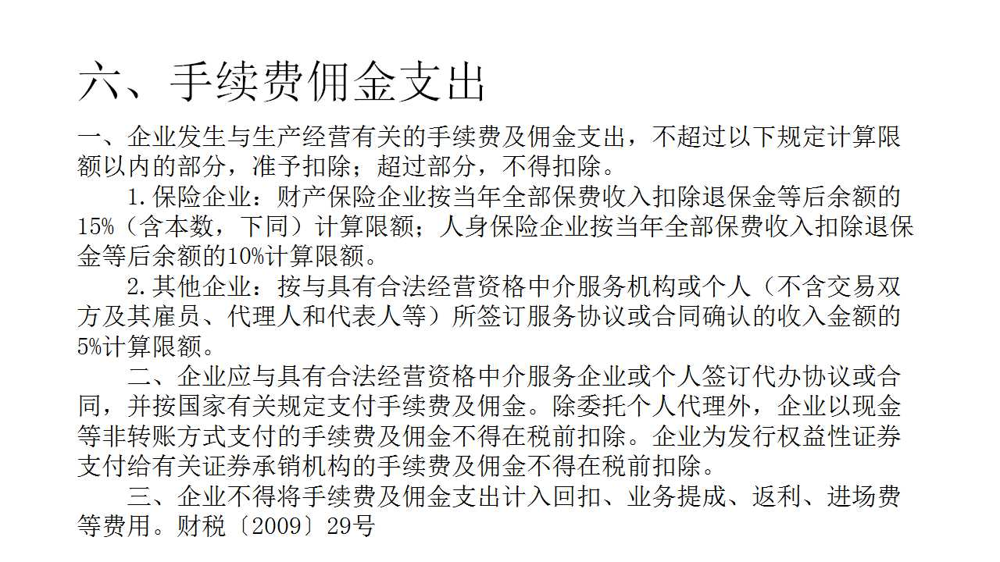 六、手续费佣金支出
一、企业发生与生产经营有关的手续费及佣金支出，不超过以下规定计算限
额以内的部分，准予扣除；超过部分，不得扣除。
1.保险企业：财产保险企业按当年全部保费收入扣除退保金等后余额的
15%（含本数，下同）计算限额；人身保险企业按当年全部保费收入扣除退保
金等后余额的10%计算限额。
2.其他企业：按与具有合法经营资格中介服务机构或个人（不含交易双
方及其雇员、代理人和代表人等）所签订服务协议或合同确认的收入金额的
5%计算限额。
二、企业应与具有合法经营资格中介服务企业或个人签订代办协议或合
同，并按国家有关规定支付手续费及佣金。除委托个人代理外，企业以现金
等非转账方式支付的手续费及佣金不得在税前扣除。企业为发行权益性证券
支付给有关证券承销机构的手续费及佣金不得在税前扣除。
三、企业不得将手续费及佣金支出计入回扣、业务提成、返利、进场费
等费用。财税〔2009〕29号